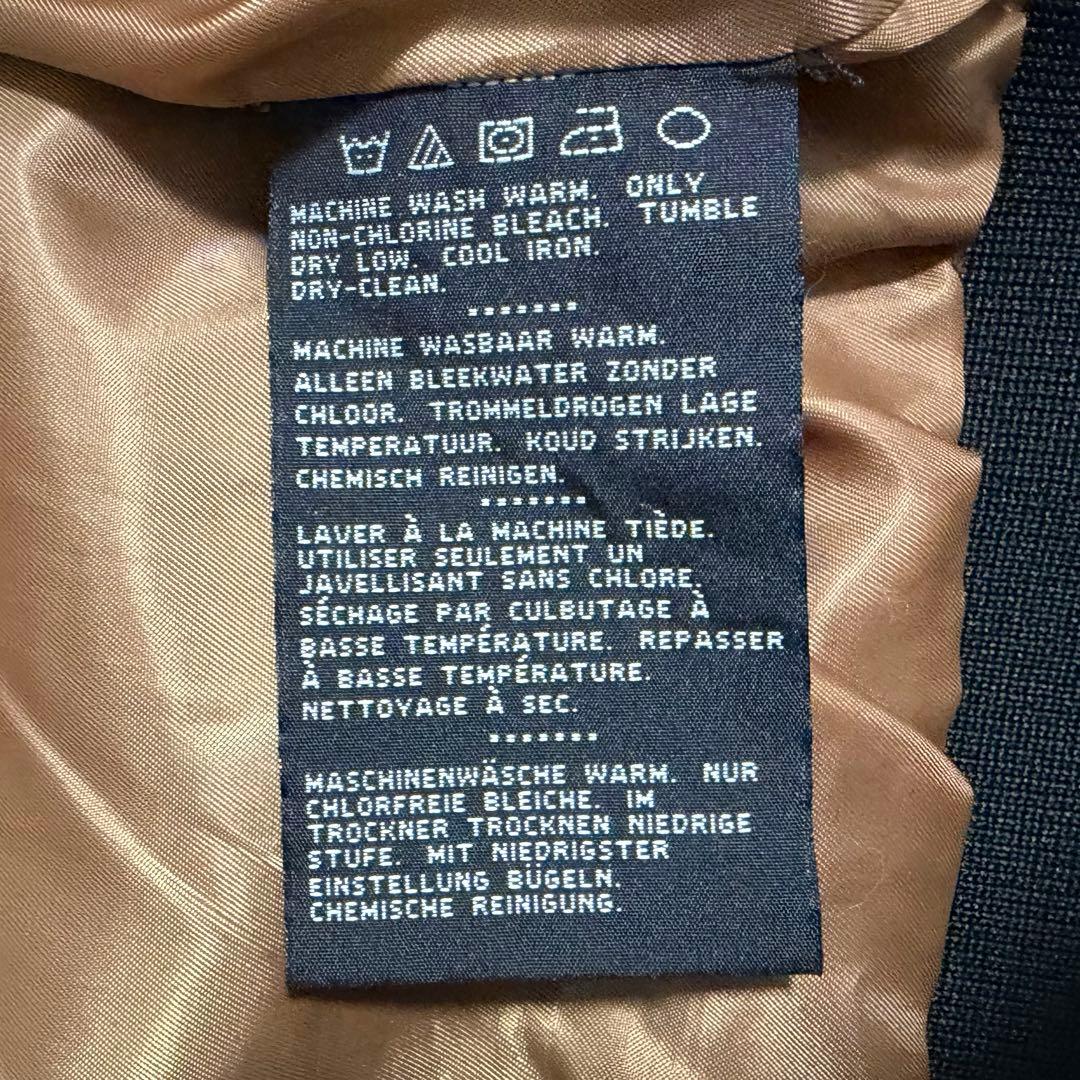 MACHINE WASH WARM. ONLY
NON-CHLORINE BLEACH. TUMBLE
DRY LOW. COOL IRON.
DRY-CLEAN.
MACHINE WASBAAR WARM.
ALLEEN BLEEKWATER ZONDER
CHLOOR. TROMMELDROGEN LAGE
TEMPERATUUR. KOUD STRIJKEN.
CHEMISCH REINIGEN.
LAVER À LA MACHINE TIÈDE.
UTILISER SEULEMENT UN
JAVELLISANT SANS CHLORE.
SÉCHAGE PAR CULBUTAGE À
BASSE TEMPÉRATURE. REPASSER
À BASSE TEMPÉRATURE.
NETTOYAGE À SEC.
MASCHINENWÄSCHE WARM. NUR
CHLORFREIE BLEICHE. IM
TROCKNER TROCKNEN NIEDRIGE
STUFE. MIT NIEDRIGSTER
EINSTELLUNG BÜGELN.
CHEMISCHE REINIGUNG.